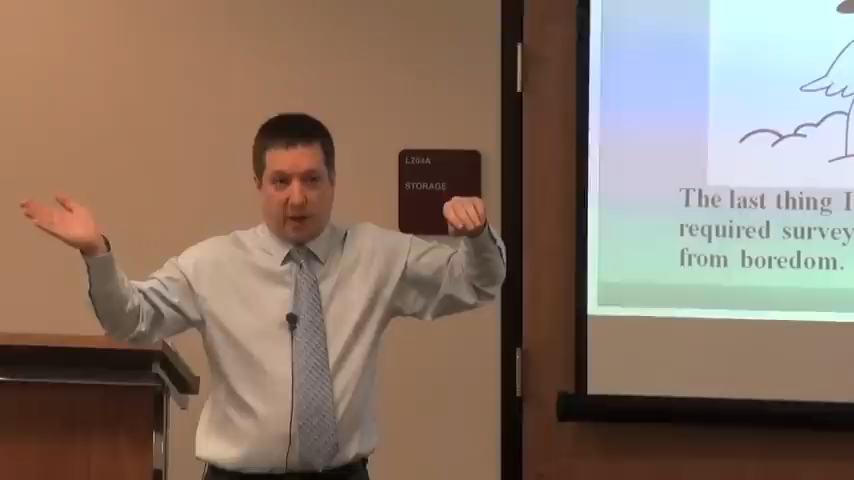 L204A
STORAGE
The last thing I
required survey
from boredom.